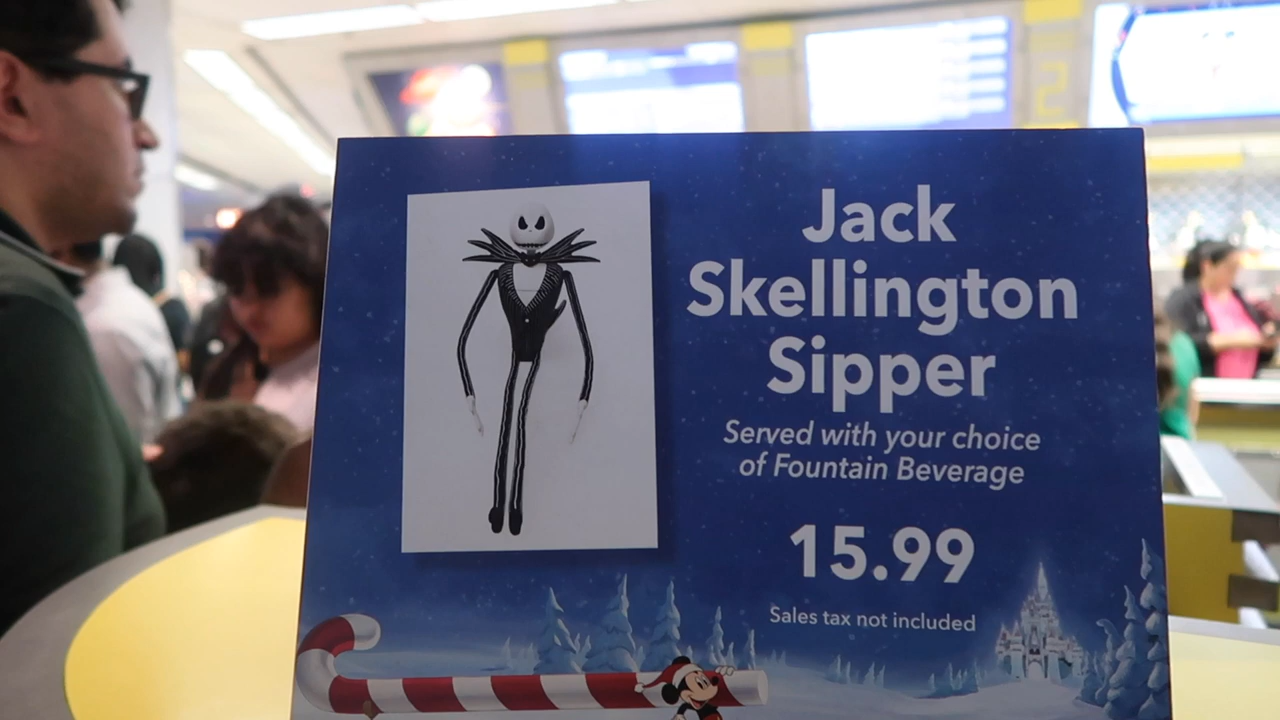 Jack
Skellington
Sipper
Served with your choice
of Fountain Beverage
15.99
Sales tax not included